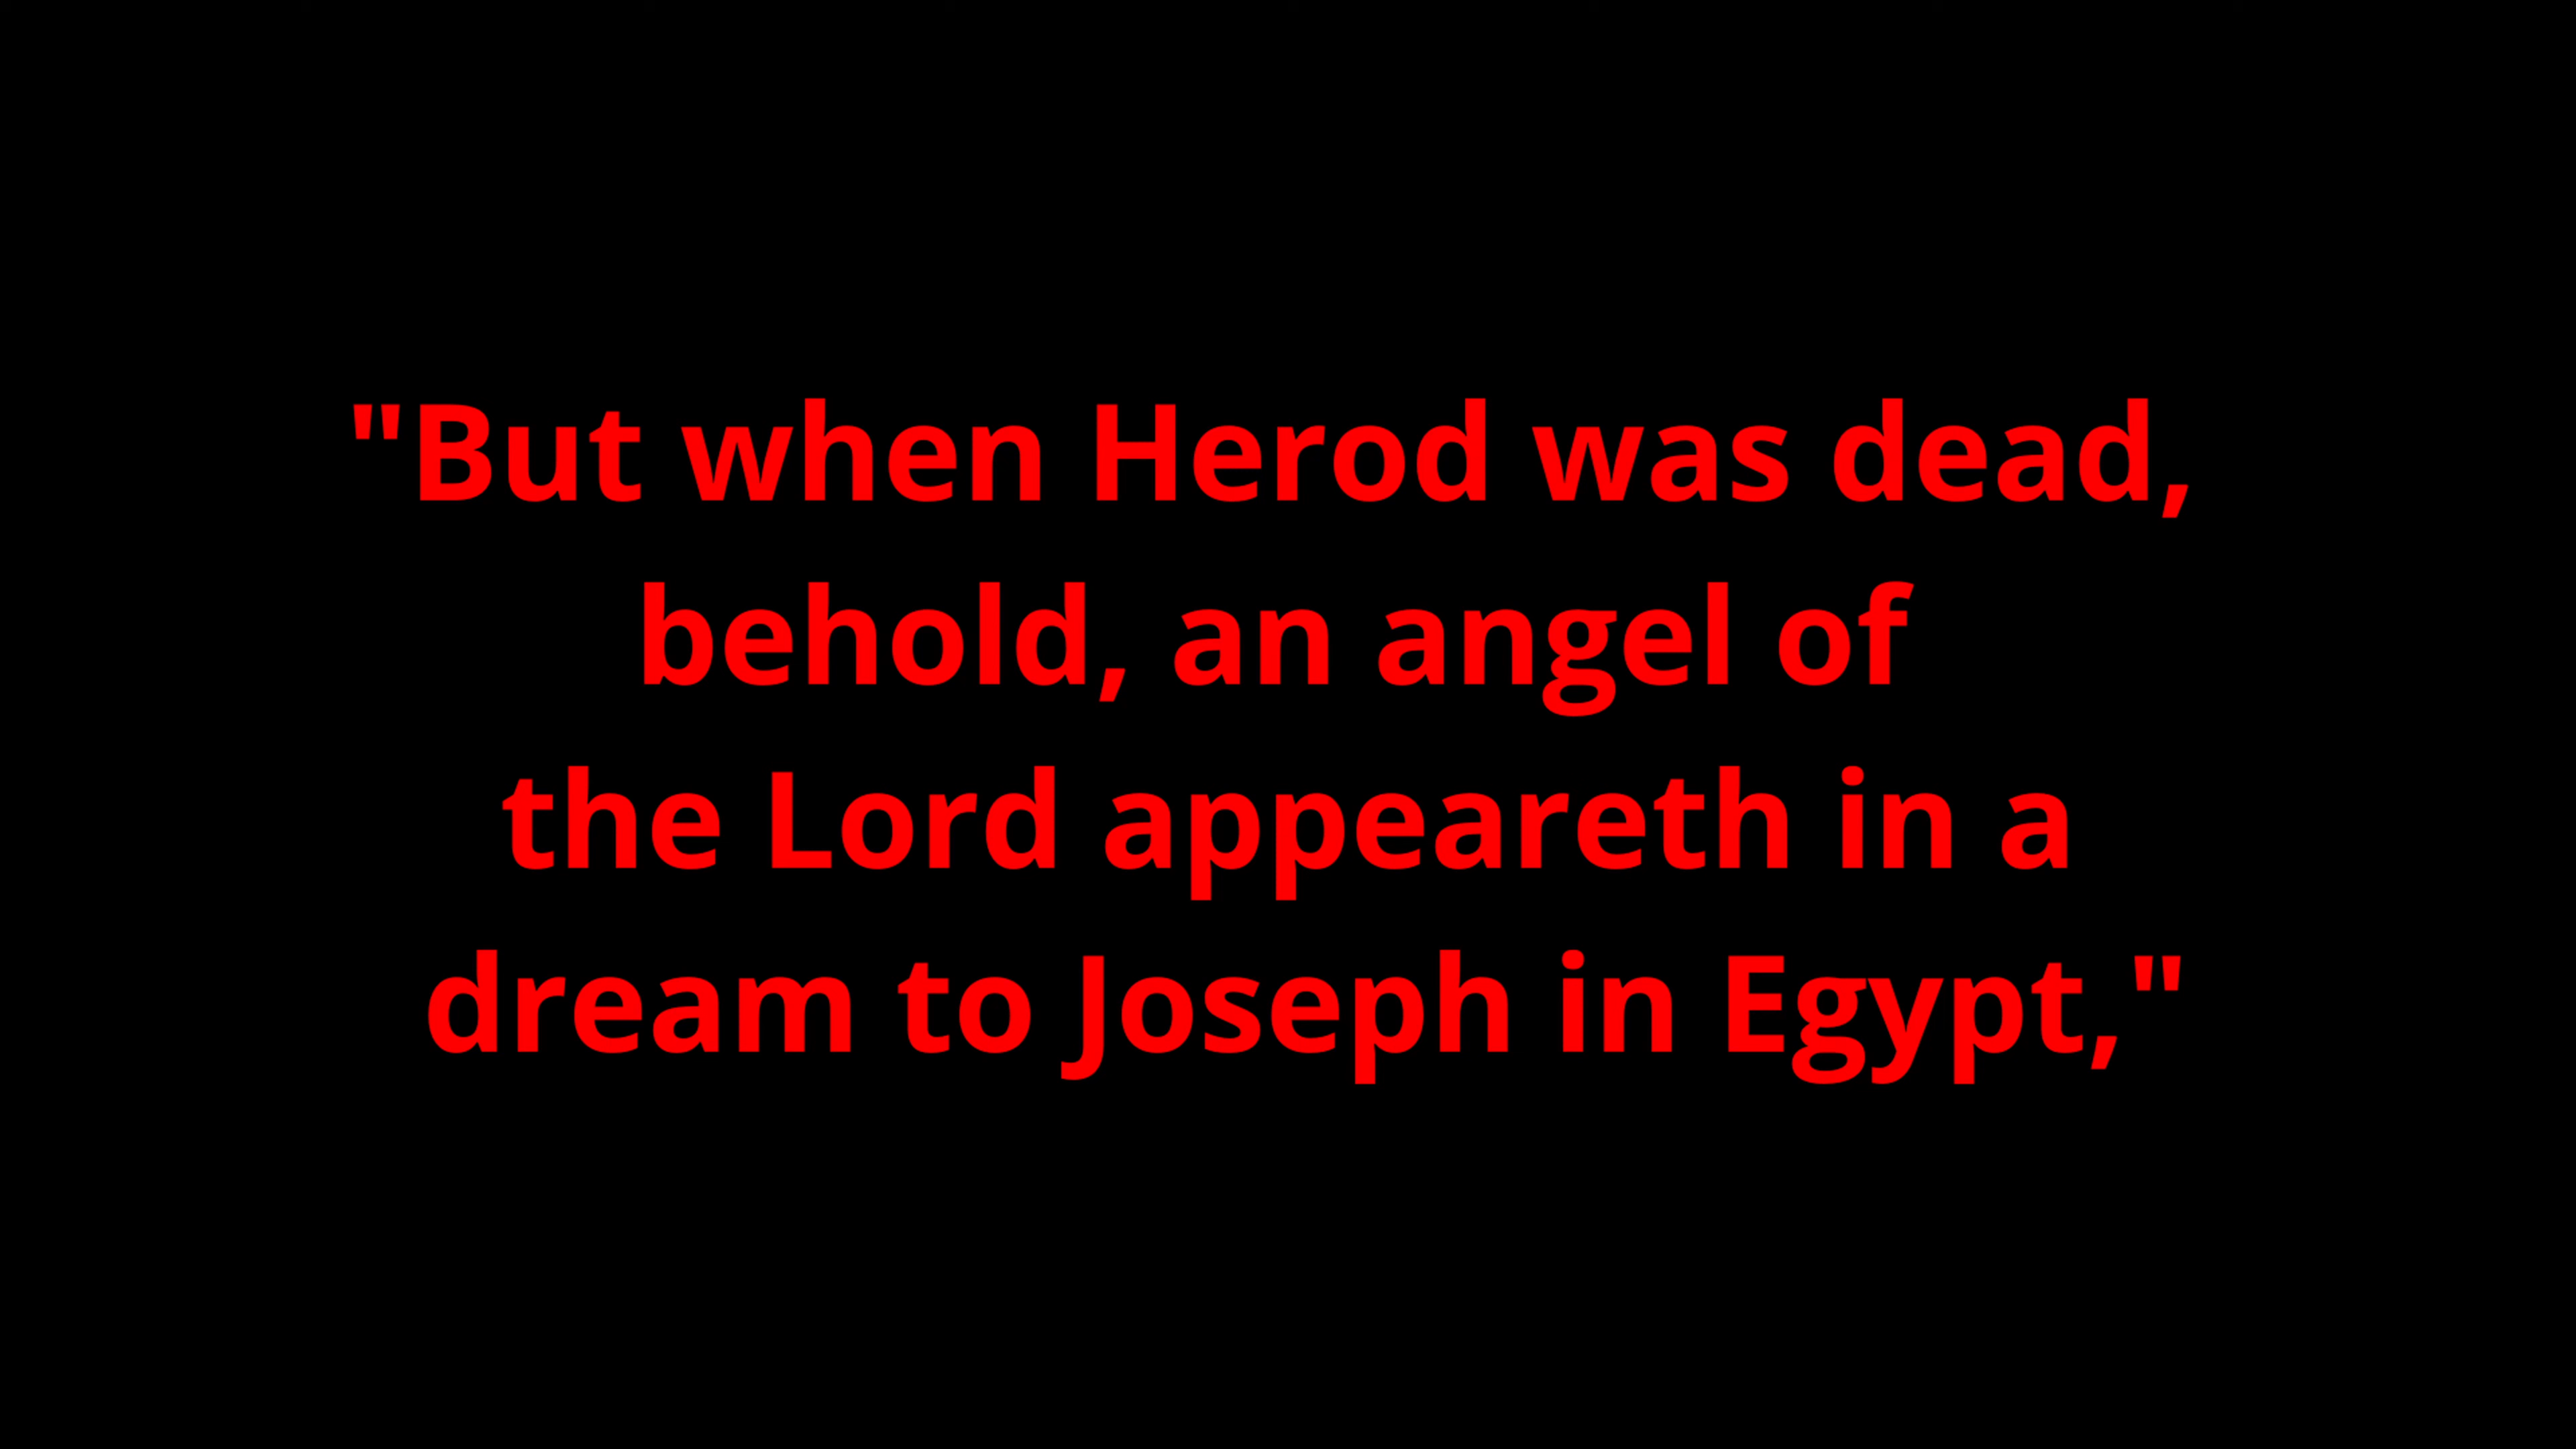 "But when Herod was dead,
behold, an angel of
the Lord appeareth in a
dream to Joseph in Egypt,"